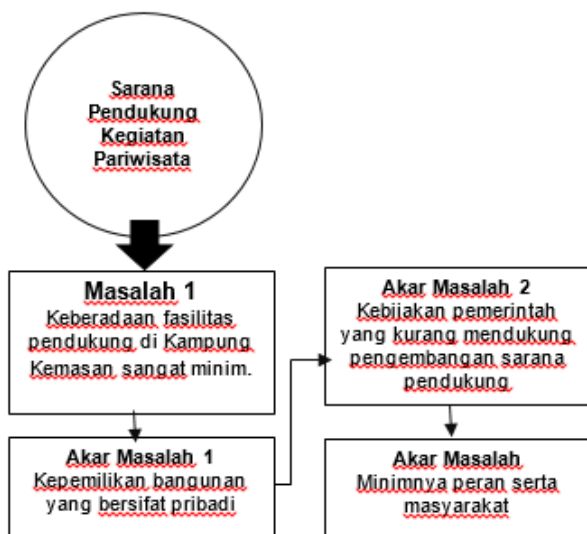 Sarana
Pendukung
Kegiatan
Pariwisata
Masalah 1
Keberadaan fasilitas
pendukung di Kampung
Kemasan sangat minim.
Akar Masalah 1
Kepemilikan bangunan
yang bersifat pribadi
Akar Masalah 2
Kebijakan pemerintah
yang kurang mendukung
pengembangan sarana
pendukung
Akar Masalah
Minimnya peran serta
masyarakat